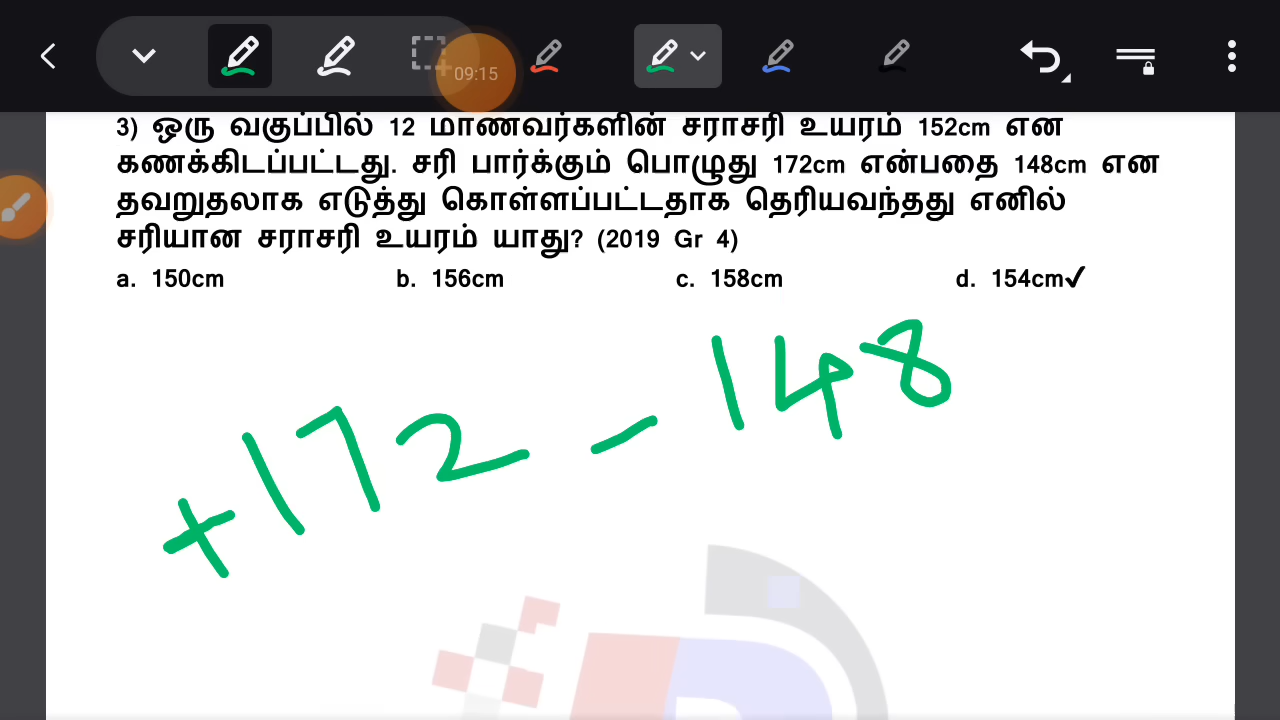 09:15
3) ஒரு வகுப்பில் 12 மாணவர்களின் சராசரி உயரம் 152cm என
கணக்கிடப்பட்டது. சரி பார்க்கும் பொழுது 172cm என்பதை 148cm என
தவறுதலாக எடுத்து கொள்ளப்பட்டதாக தெரியவந்தது எனில்
சரியான சராசரி உயரம் யாது? (2019 Gr 4)
a. 150cm b. 156cm c. 158cm d. 154cm✓
+172 - 148